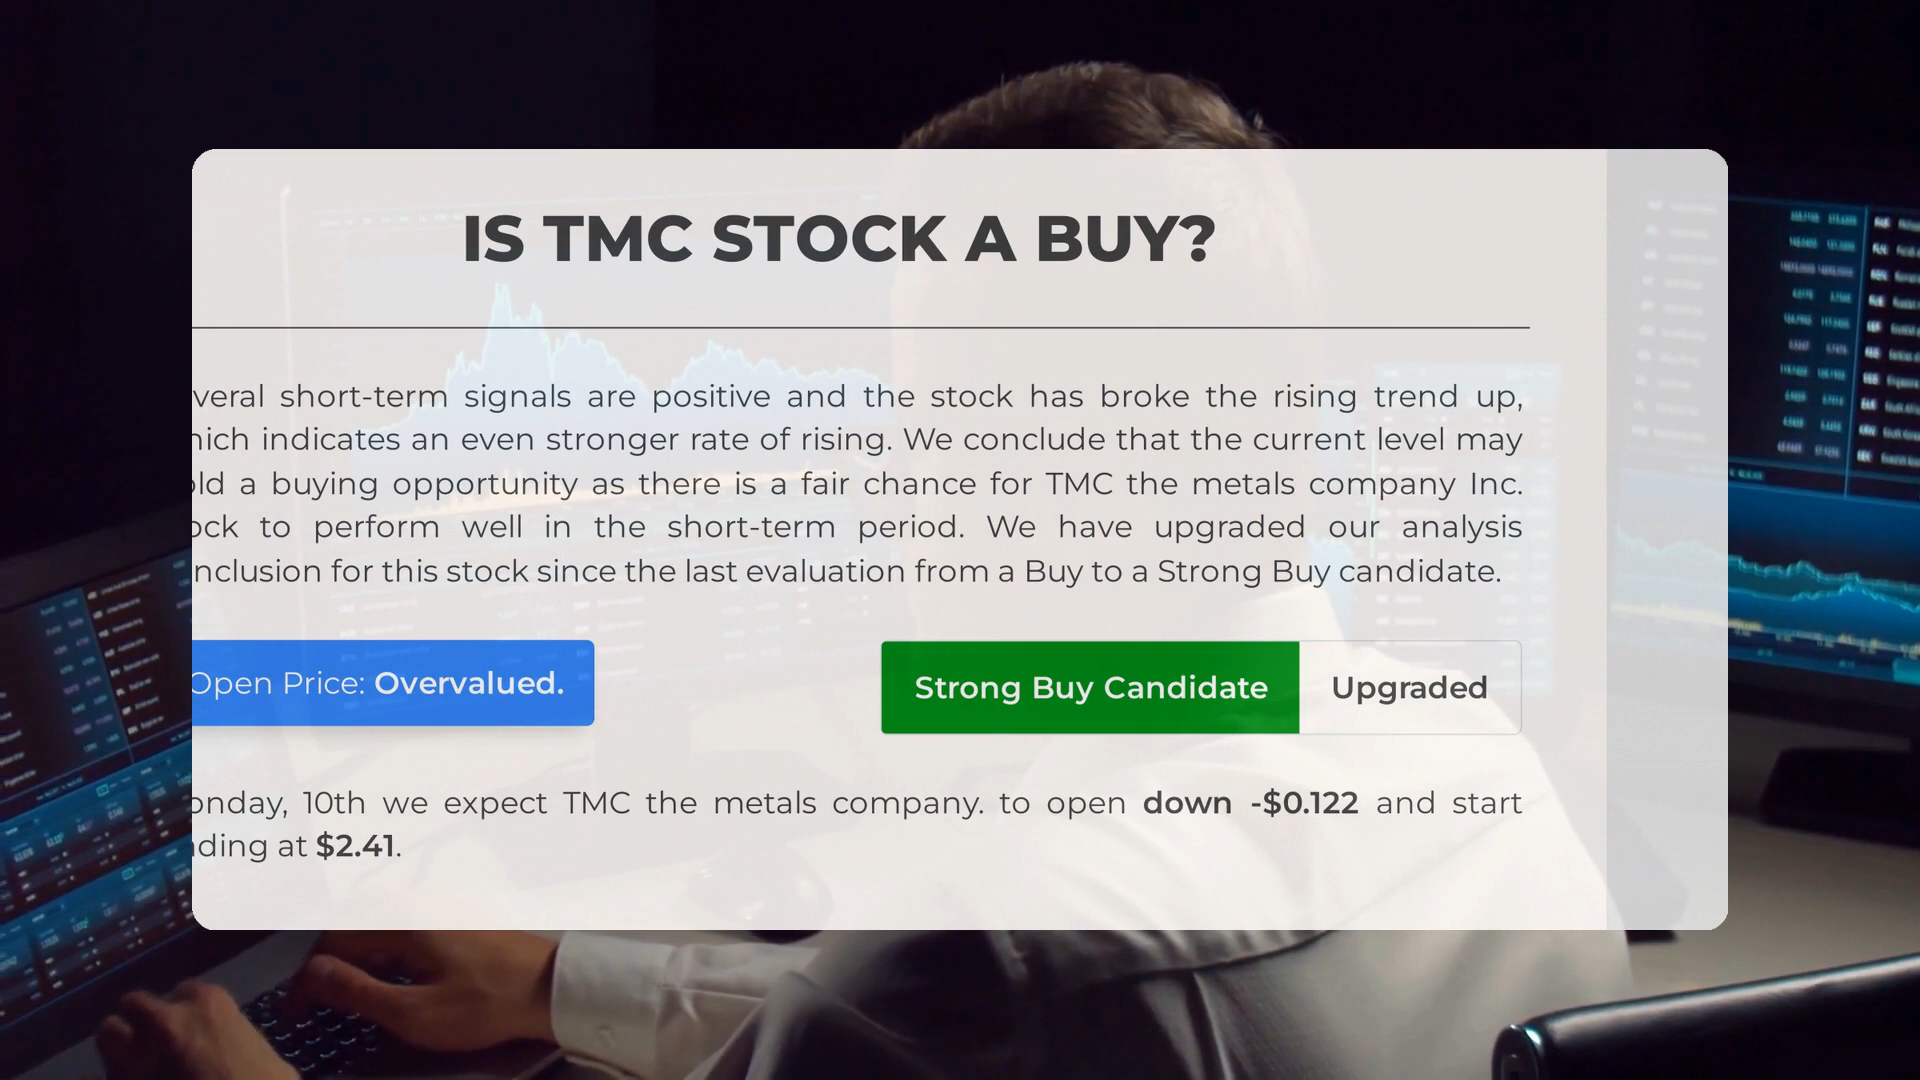 IS TMC STOCK A BUY?
veral short-term signals are positive and the stock has broke the rising trend up,
hich indicates an even stronger rate of rising. We conclude that the current level may
old a buying opportunity as there is a fair chance for TMC the metals company Inc.
ock to perform well in the short-term period. We have upgraded our analysis
nclusion for this stock since the last evaluation from a Buy to a Strong Buy candidate.
Open Price: Overvalued.
Strong Buy Candidate Upgraded
onday, 10th we expect TMC the metals company. to open down -$0.122 and start
ading at $2.41.